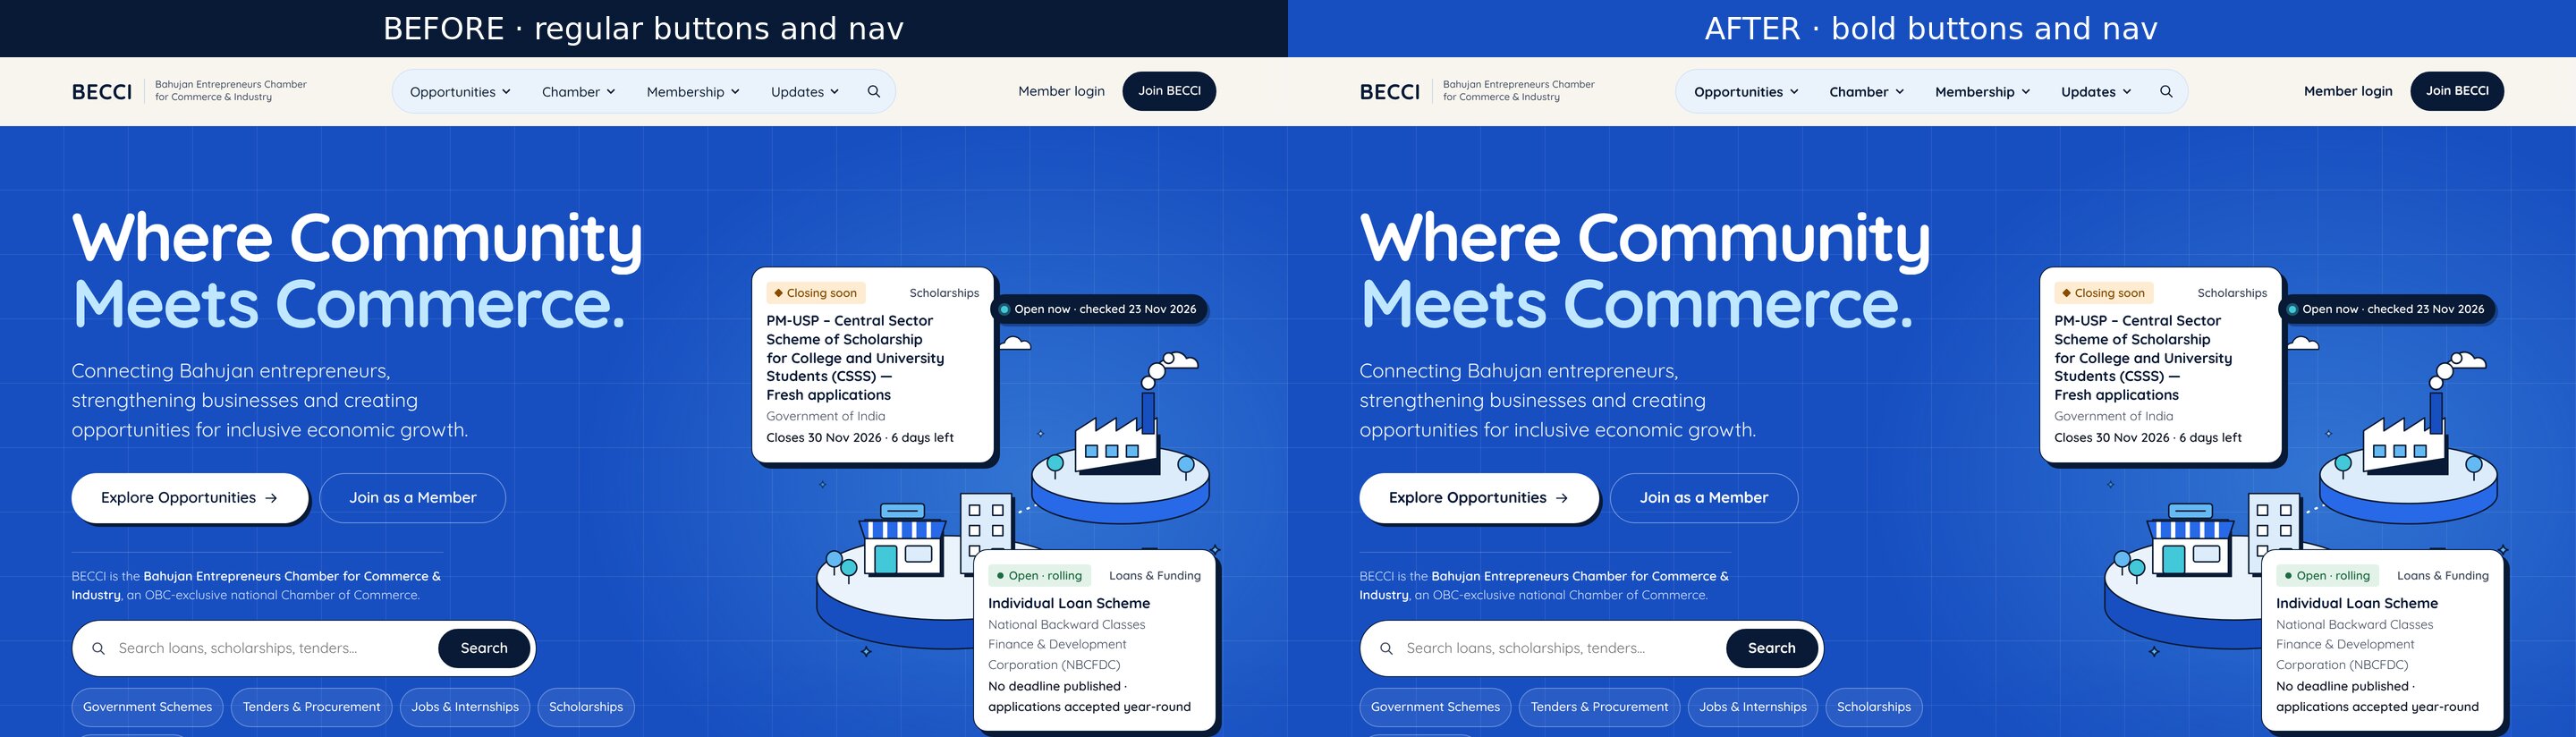 BEFORE · regular buttons and nav
BECCI
Bahujan Entrepreneurs Chamber
for Commerce & Industry
Opportunities
Chamber
Membership
Updates
Member login
Join BECCI
Where Community
Meets Commerce.
Connecting Bahujan entrepreneurs,
strengthening businesses and creating
opportunities for inclusive economic growth.
Explore Opportunities →
Join as a Member
BECCI is the Bahujan Entrepreneurs Chamber for Commerce &
Industry, an OBC-exclusive national Chamber of Commerce.
Search loans, scholarships, tenders...
Search
Government Schemes
Tenders & Procurement
Jobs & Internships
Scholarships
Closing soon
Scholarships
PM-USP – Central Sector
Scheme of Scholarship
for College and University
Students (CSSS) —
Fresh applications
Government of India
Closes 30 Nov 2026 · 6 days left
Open now · checked 23 Nov 2026
Open · rolling
Loans & Funding
Individual Loan Scheme
National Backward Classes
Finance & Development
Corporation (NBCFDC)
No deadline published ·
applications accepted year-round
AFTER · bold buttons and nav
BECCI
Bahujan Entrepreneurs Chamber
for Commerce & Industry
Opportunities
Chamber
Membership
Updates
Member login
Join BECCI
Where Community
Meets Commerce.
Connecting Bahujan entrepreneurs,
strengthening businesses and creating
opportunities for inclusive economic growth.
Explore Opportunities →
Join as a Member
BECCI is the Bahujan Entrepreneurs Chamber for Commerce &
Industry, an OBC-exclusive national Chamber of Commerce.
Search loans, scholarships, tenders...
Search
Government Schemes
Tenders & Procurement
Jobs & Internships
Scholarships
Closing soon
Scholarships
PM-USP – Central Sector
Scheme of Scholarship
for College and University
Students (CSSS) —
Fresh applications
Government of India
Closes 30 Nov 2026 · 6 days left
Open now · checked 23 Nov 2026
Open · rolling
Loans & Funding
Individual Loan Scheme
National Backward Classes
Finance & Development
Corporation (NBCFDC)
No deadline published ·
applications accepted year-round